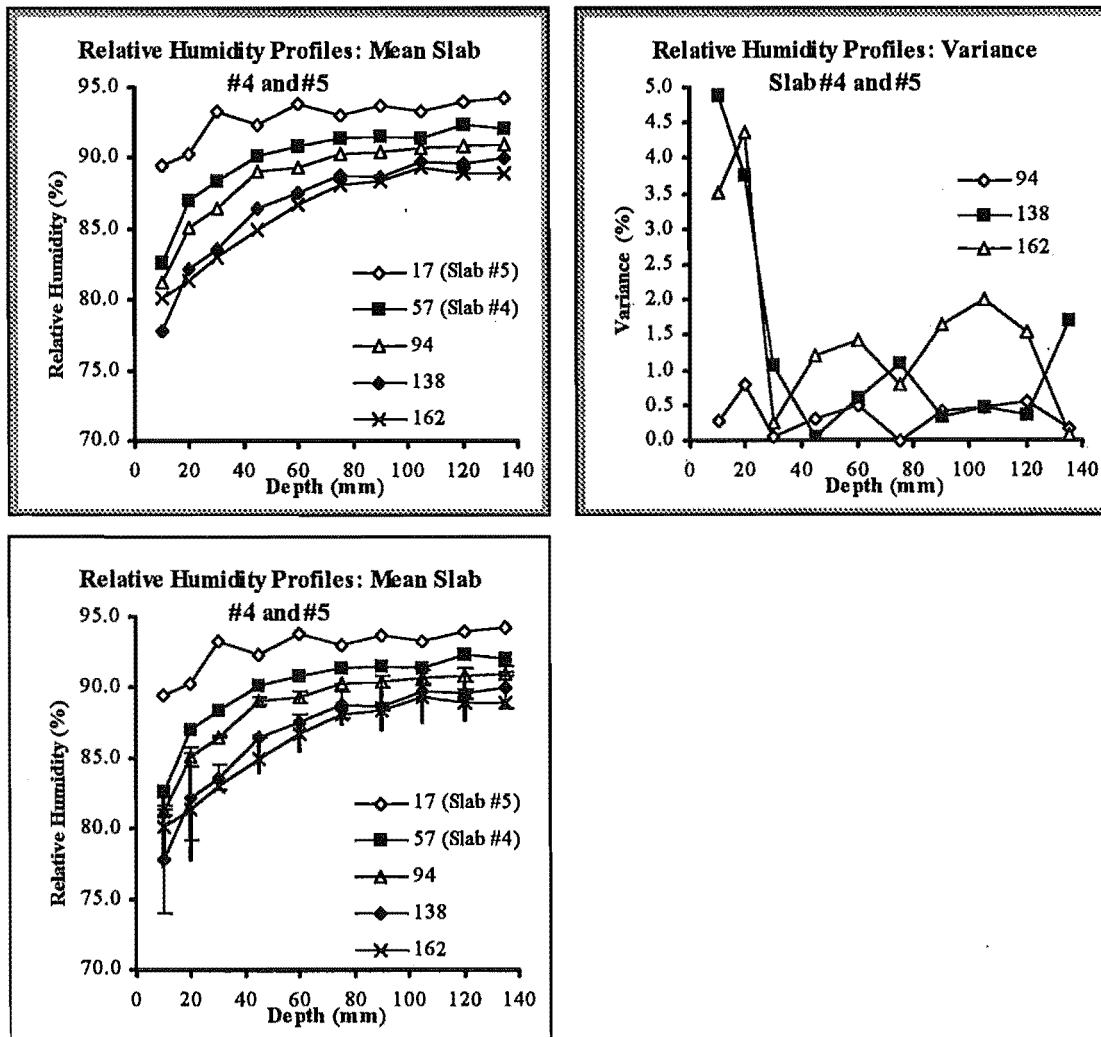 Relative Humidity Profiles: Mean Slab
#4 and #5
95.0
90.0
85.0
80.0
75.0
70.0
Relative Humidity (%)
17 (Slab #5)
57 (Slab #4)
94
138
162
0 20 40 60 80 100 120 140
Depth (mm)
Relative Humidity Profiles: Variance
Slab #4 and #5
5.0
4.5
4.0
3.5
3.0
2.5
2.0
1.5
1.0
0.5
0.0
Variance (%)
94
138
162
0 20 40 60 80 100 120 140
Depth (mm)
Relative Humidity Profiles: Mean Slab
#4 and #5
95.0
90.0
85.0
80.0
75.0
70.0
Relative Humidity (%)
17 (Slab #5)
57 (Slab #4)
94
138
162
0 20 40 60 80 100 120 140
Depth (mm)